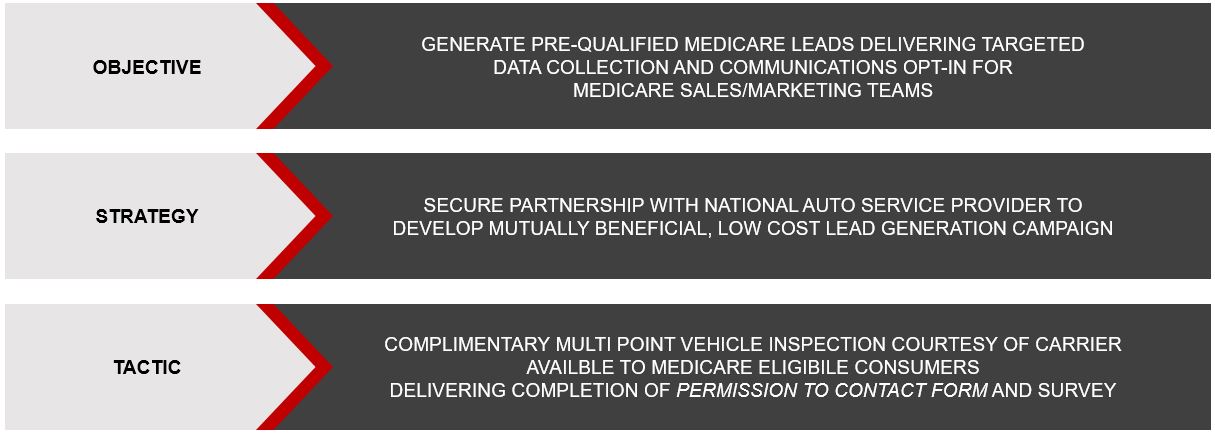 OBJECTIVE
GENERATE PRE-QUALIFIED MEDICARE LEADS DELIVERING TARGETED
DATA COLLECTION AND COMMUNICATIONS OPT-IN FOR
MEDICARE SALES/MARKETING TEAMS
STRATEGY
SECURE PARTNERSHIP WITH NATIONAL AUTO SERVICE PROVIDER TO
DEVELOP MUTUALLY BENEFICIAL, LOW COST LEAD GENERATION CAMPAIGN
TACTIC
COMPLIMENTARY MULTI POINT VEHICLE INSPECTION COURTESY OF CARRIER
AVAILBLE TO MEDICARE ELIGIBILE CONSUMERS
DELIVERING COMPLETION OF PERMISSION TO CONTACT FORM AND SURVEY